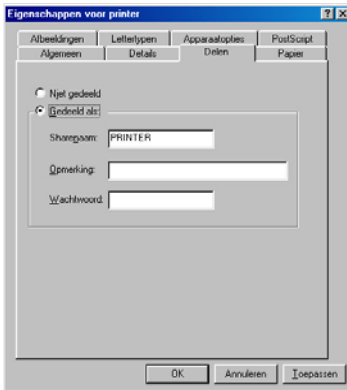 Eigenschappen voor printer
Afbeeldingen Lettertypen Apparaatopties PostScript
Algemeen Details Delen Papier
Niet gedeeld
Gedeeld als:
Sharenaam: PRINTER
Opmerking:
Wachtwoord:
OK Annuleren Toepassen